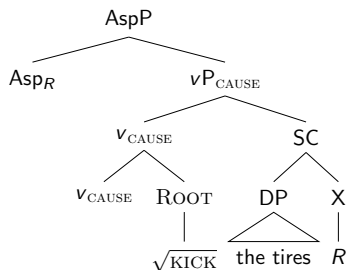 AspP
Asp_R vP_CAUSE
v_CAUSE SC
v_CAUSE ROOT DP X
√KICK the tires R